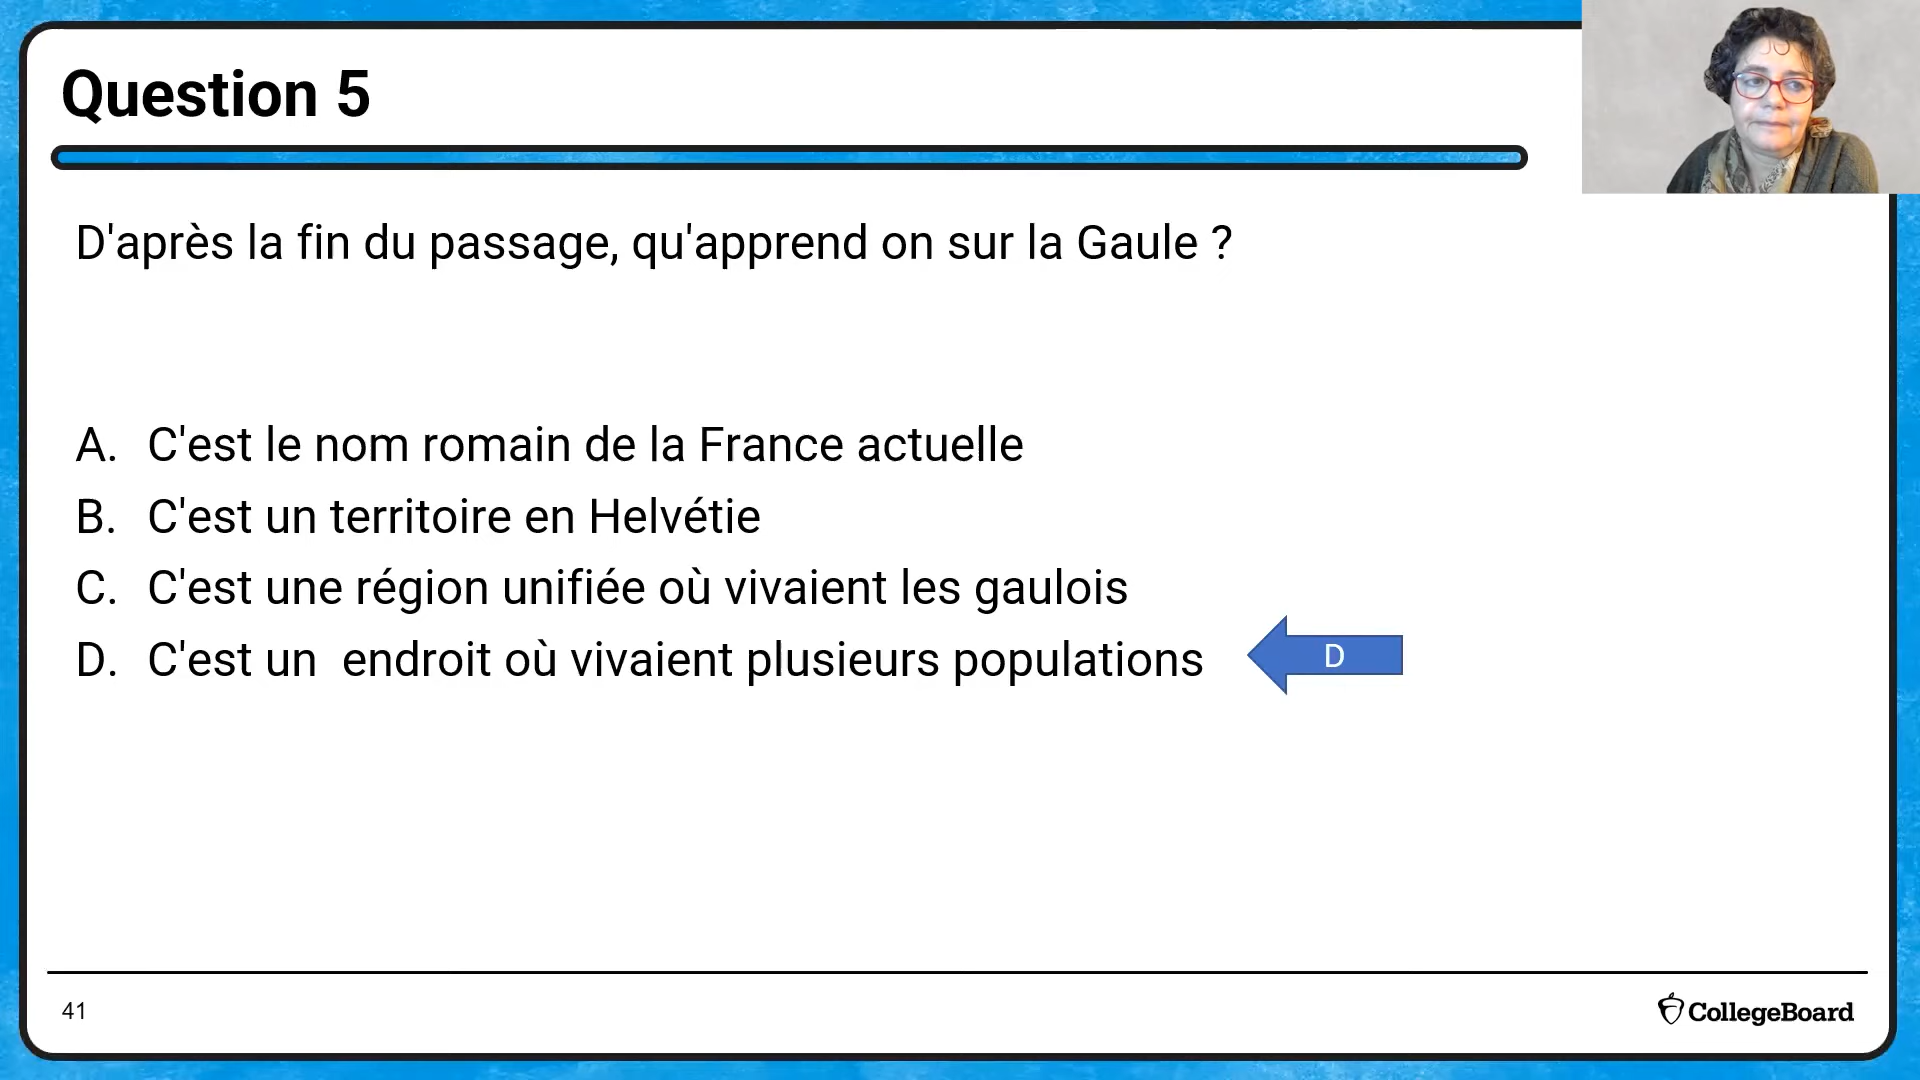 Question 5
D'après la fin du passage, qu'apprend on sur la Gaule ?
A. C'est le nom romain de la France actuelle
B. C'est un territoire en Helvétie
C. C'est une région unifiée où vivaient les gaulois
D. C'est un  endroit où vivaient plusieurs populations
D
41
CollegeBoard